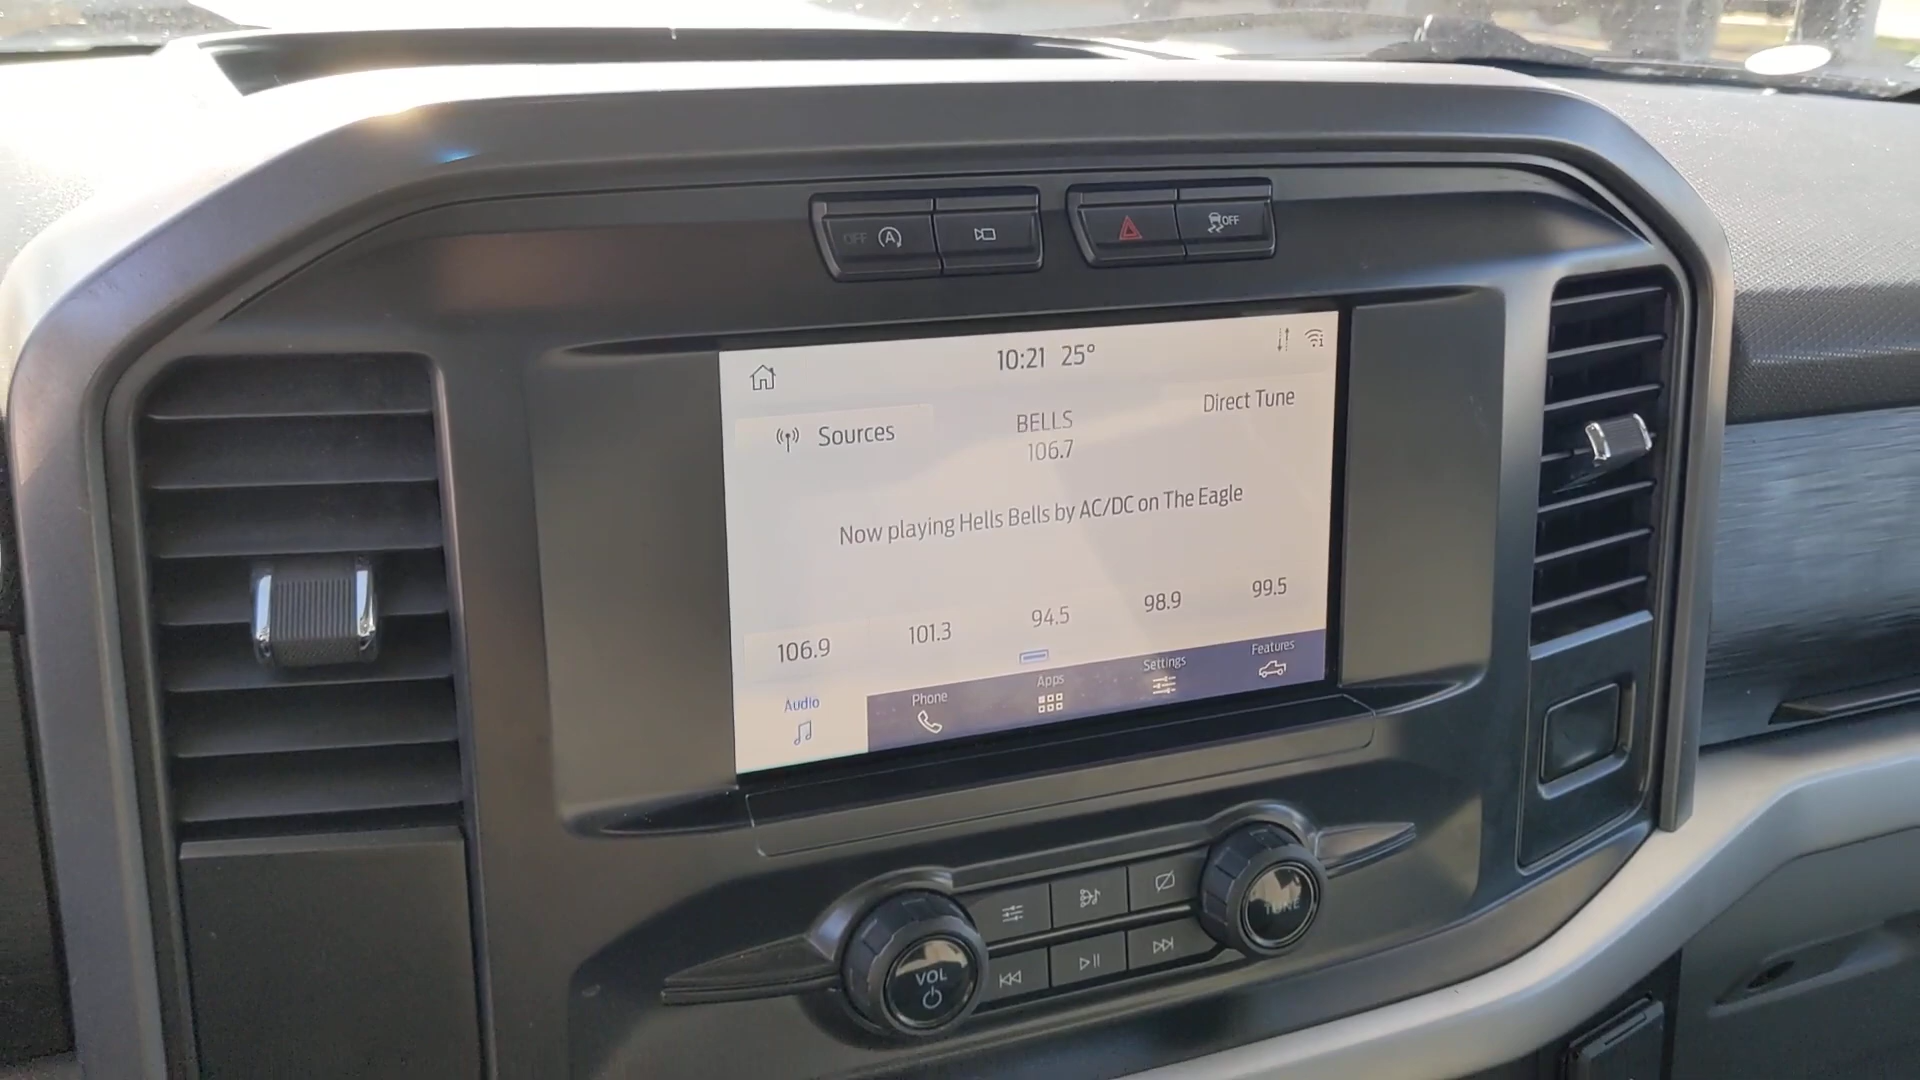 OFF A
OFF
10:21 25°
Direct Tune
Sources
BELLS
106.7
Now playing Hells Bells by AC/DC on The Eagle
106.9 101.3 94.5 98.9 99.5
Audio Phone Apps Settings Features
VOL
TUNE